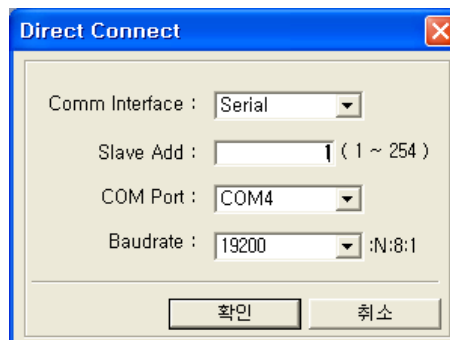 Direct Connect
Comm Interface : Serial
Slave Add : 1 ( 1 ~ 254 )
COM Port : COM4
Baudrate : 19200 :N:8:1
확인 취소